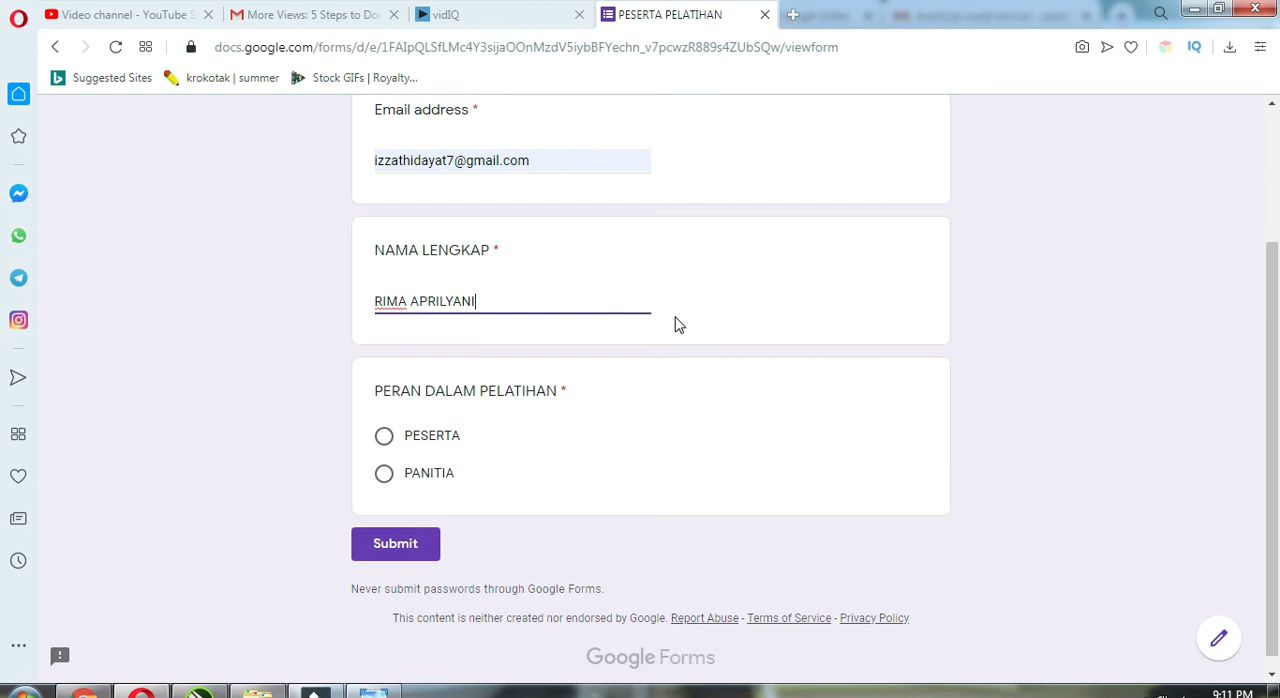 Video channel - YouTube S
More Views: 5 Steps to Do
vidIQ
PESERTA PELATIHAN
docs.google.com/forms/d/e/1FAIpQLSfLMc4Y3sijaOOnMzdV5iybBFYechn_v7pcwzR889s4ZUbSQw/viewform
IQ
Suggested Sites
krokotak | summer
Stock GIFs | Royalty...
Email address *
izzathidayat7@gmail.com
NAMA LENGKAP *
RIMA APRILYANI
PERAN DALAM PELATIHAN *
PESERTA
PANITIA
Submit
Never submit passwords through Google Forms.
This content is neither created nor endorsed by Google. Report Abuse - Terms of Service - Privacy Policy
Google Forms
9:11 PM